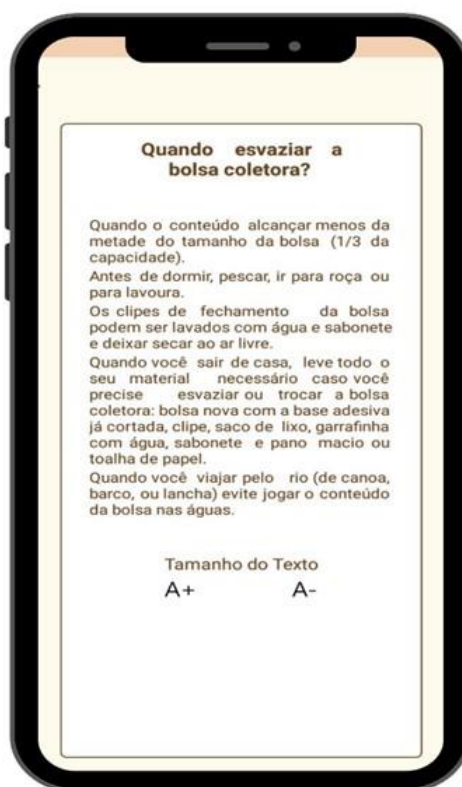 Quando esvaziar a
bolsa coletora?
Quando o conteúdo alcançar menos da
metade do tamanho da bolsa (1/3 da
capacidade).
Antes de dormir, pescar, ir para roça ou
para lavoura.
Os clipes de fechamento da bolsa
podem ser lavados com água e sabonete
e deixar secar ao ar livre.
Quando você sair de casa, leve todo o
seu material necessário caso você
precise esvaziar ou trocar a bolsa
coletora: bolsa nova com a base adesiva
já cortada, clipe, saco de lixo, garrafinha
com água, sabonete e pano macio ou
toalha de papel.
Quando você viajar pelo rio (de canoa,
barco, ou lancha) evite jogar o conteúdo
da bolsa nas águas.
Tamanho do Texto
A+ A-